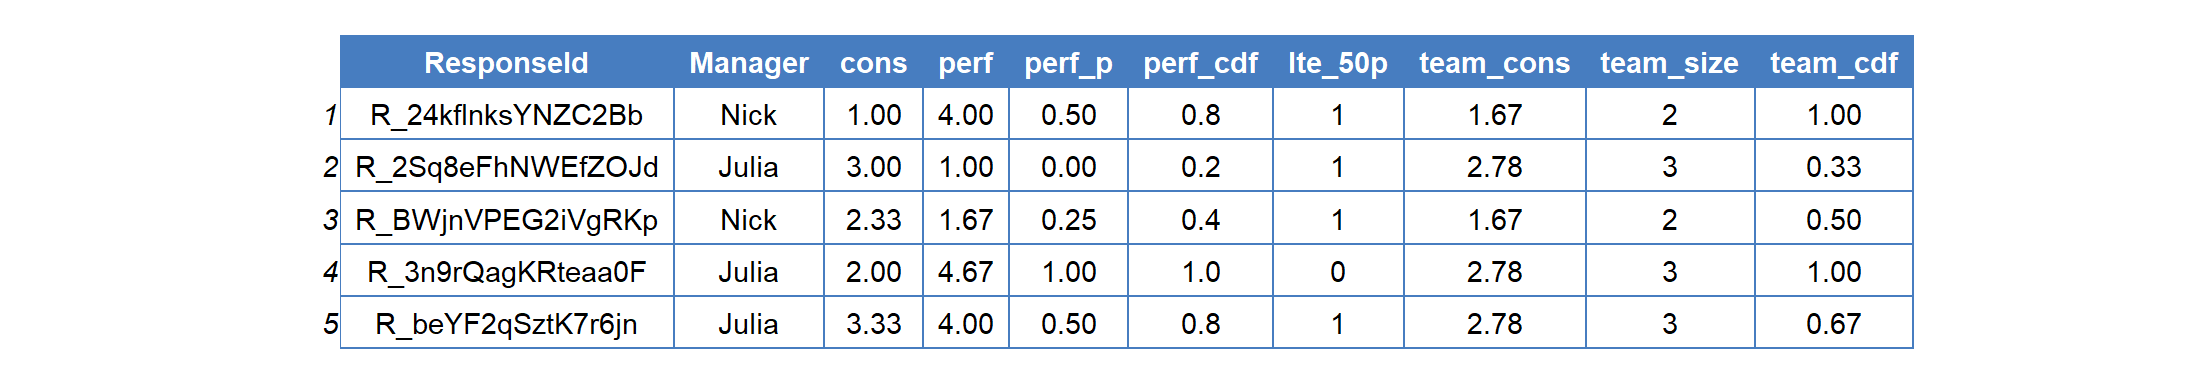 ResponseId Manager cons perf perf_p perf_cdf lte_50p team_cons team_size team_cdf
1 R_24kflnksYNZC2Bb Nick 1.00 4.00 0.50 0.8 1 1.67 2 1.00
2 R_2Sq8eFhNWEfZOJd Julia 3.00 1.00 0.00 0.2 1 2.78 3 0.33
3 R_BWjnVPEG2iVgRKp Nick 2.33 1.67 0.25 0.4 1 1.67 2 0.50
4 R_3n9rQagKRteaa0F Julia 2.00 4.67 1.00 1.0 0 2.78 3 1.00
5 R_beYF2qSztK7r6jn Julia 3.33 4.00 0.50 0.8 1 2.78 3 0.67